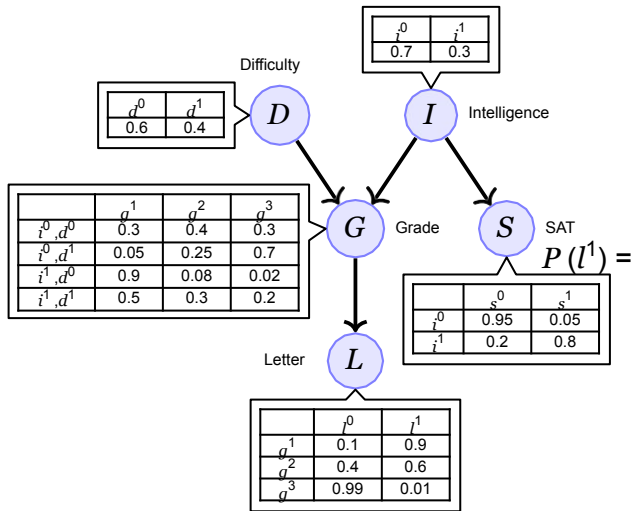 i⁰ i¹
0.7 0.3
Difficulty
d⁰ d¹
0.6 0.4
D
I
Intelligence
g¹ g² g³
i⁰,d⁰ 0.3 0.4 0.3
i⁰,d¹ 0.05 0.25 0.7
i¹,d⁰ 0.9 0.08 0.02
i¹,d¹ 0.5 0.3 0.2
G
Grade
S
SAT
P(l¹) =
s⁰ s¹
i⁰ 0.95 0.05
i¹ 0.2 0.8
Letter
L
l⁰ l¹
g¹ 0.1 0.9
g² 0.4 0.6
g³ 0.99 0.01